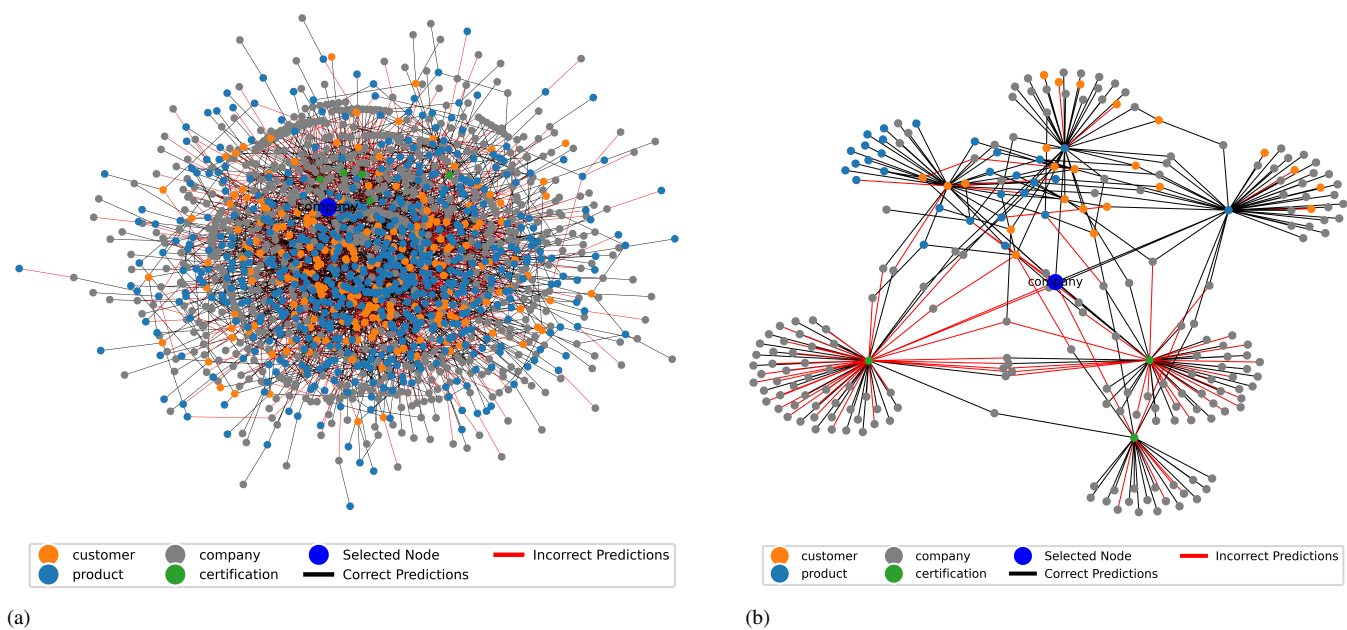 company
company
customer company Selected Node Incorrect Predictions
product certification Correct Predictions
customer company Selected Node Incorrect Predictions
product certification Correct Predictions
(a)
(b)